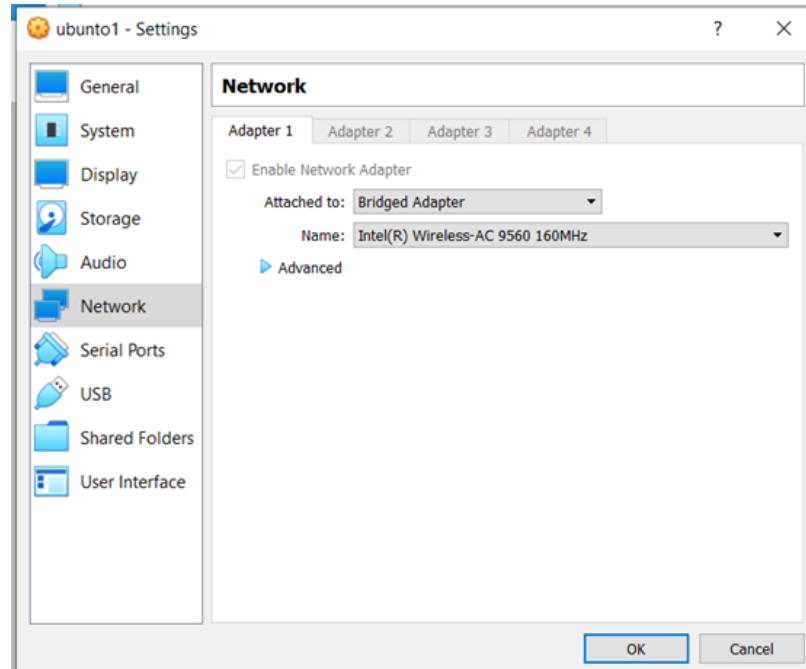 ubunto1 - Settings
?
General
System
Display
Storage
Audio
Network
Serial Ports
USB
Shared Folders
User Interface
Network
Adapter 1 Adapter 2 Adapter 3 Adapter 4
Enable Network Adapter
Attached to: Bridged Adapter
Name: Intel(R) Wireless-AC 9560 160MHz
Advanced
OK Cancel